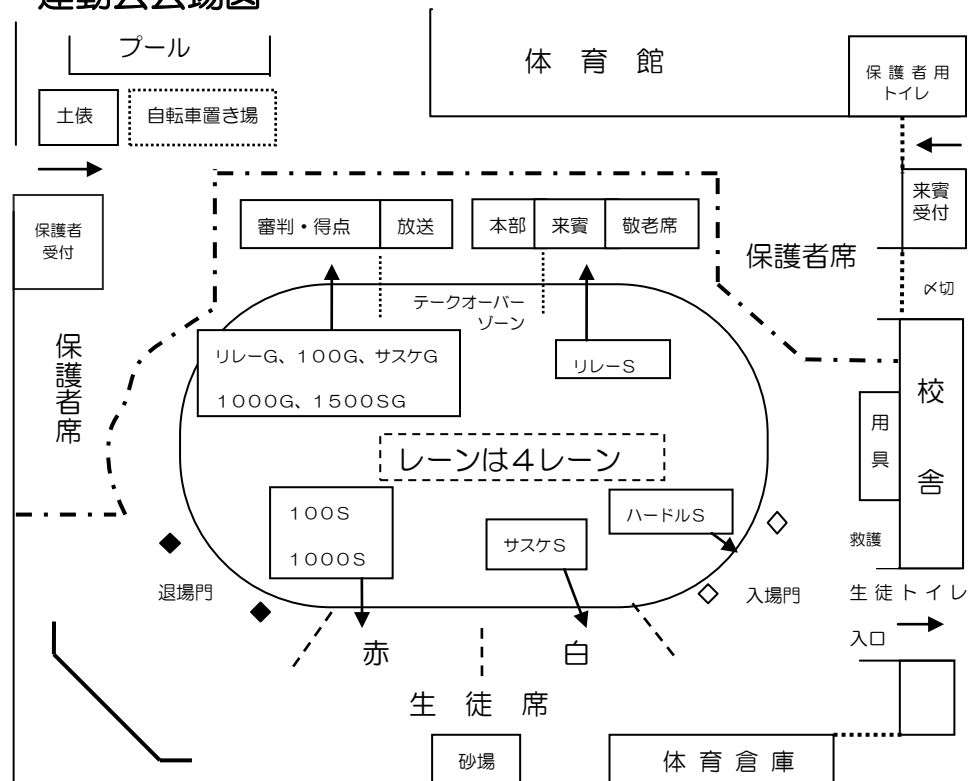 運動会会場図
プール
体育館
保護者用
トイレ
土俵
自転車置き場
来賓
受付
保護者
受付
審判・得点
放送
本部
来賓
敬老席
保護者席
〆切
テークオーバー
ゾーン
保護者席
リレーG、100G、サスケG
1000G、1500SG
リレーS
校舎
用具
レーンは4レーン
100S
1000S
サスケS
ハードルS
救護
退場門
入場門
生徒トイレ
入口
赤
白
生徒席
砂場
体育倉庫